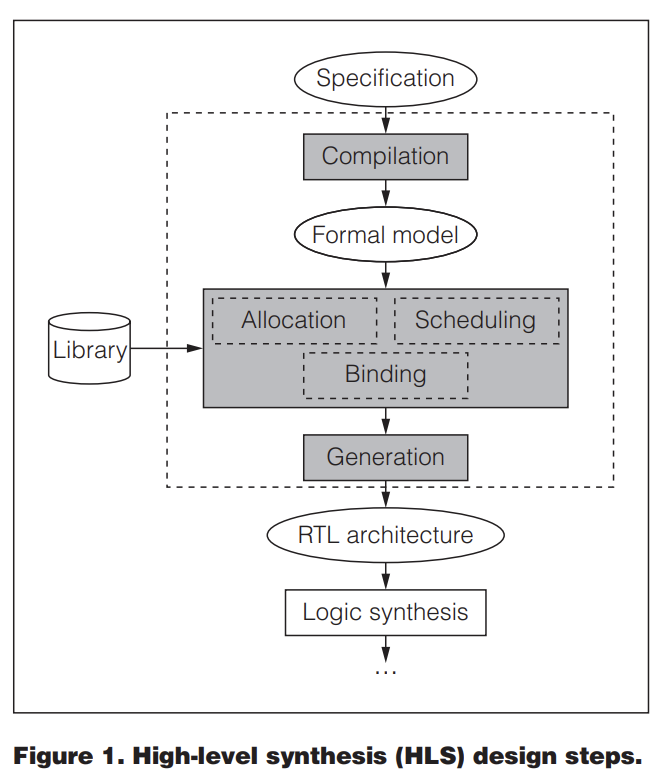 Specification
Compilation
Formal model
Allocation
Scheduling
Library
Binding
Generation
RTL architecture
Logic synthesis
...
Figure 1. High-level synthesis (HLS) design steps.